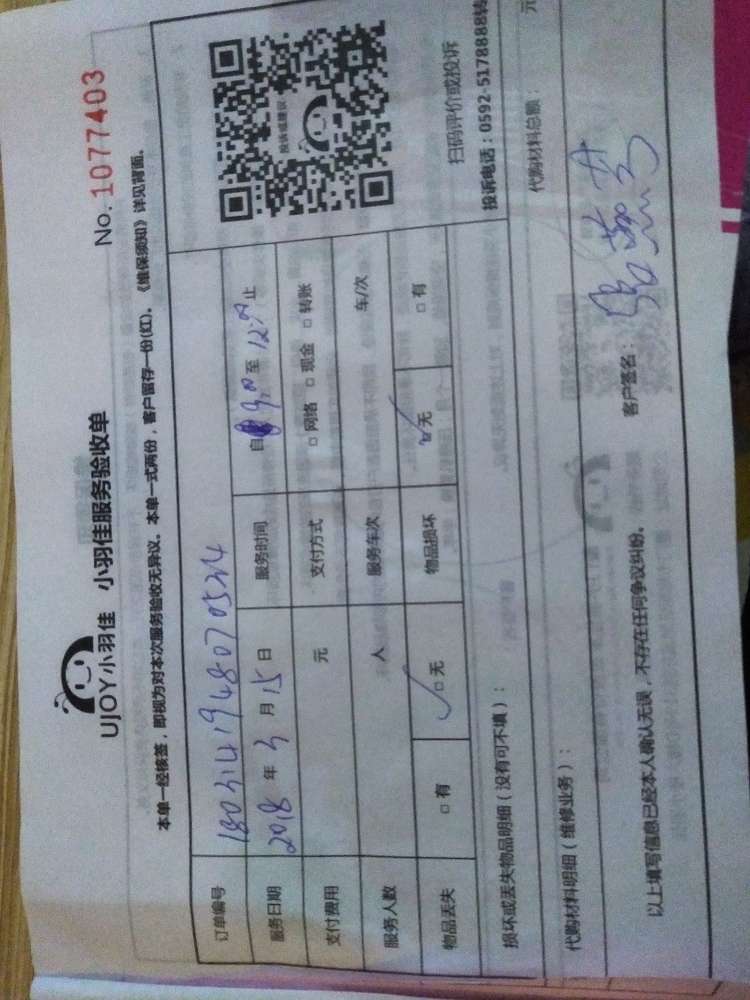 UJOY小羽佳 小羽佳服务验收单
No. 1077403
本单一经核签，即视为对本次服务验收无异议。本单一式两份，客户留存一份(红)。《维保须知》详见背面。
订单编号 18031419480705244
服务日期 2018 年 3 月 15 日 服务时间 自 9:00 至 12:00 止
支付费用 元 支付方式 □ 网络 □ 现金 □ 转账
服务人数 人 服务车次 车/次
物品丢失 □ 有 □ 无 物品损坏 □ 无 □ 有
投诉或建议
扫码评价或投诉
投诉电话：0592-5178888转
损坏或丢失物品明细（没有可不填）：
代购材料明细（维修业务）： 代购材料总额： 元
以上填写信息已经本人确认无误，不存在任何争议纠纷。 客户签名：